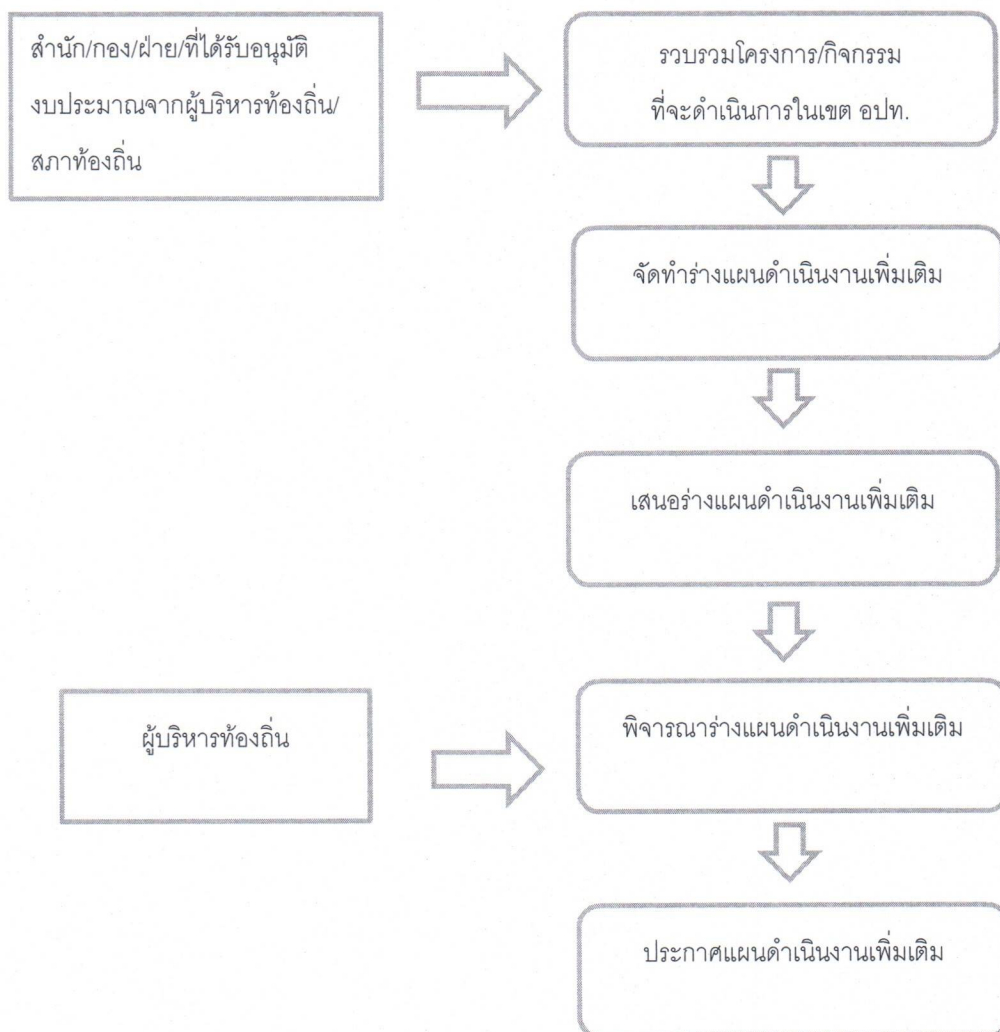 สำนัก/กอง/ฝ่าย/ที่ได้รับอนุมัติ
งบประมาณจากผู้บริหารท้องถิ่น/
สภาท้องถิ่น
รวบรวมโครงการ/กิจกรรม
ที่จะดำเนินการในเขต อปท.
จัดทำร่างแผนดำเนินงานเพิ่มเติม
เสนอร่างแผนดำเนินงานเพิ่มเติม
ผู้บริหารท้องถิ่น
พิจารณาร่างแผนดำเนินงานเพิ่มเติม
ประกาศแผนดำเนินงานเพิ่มเติม